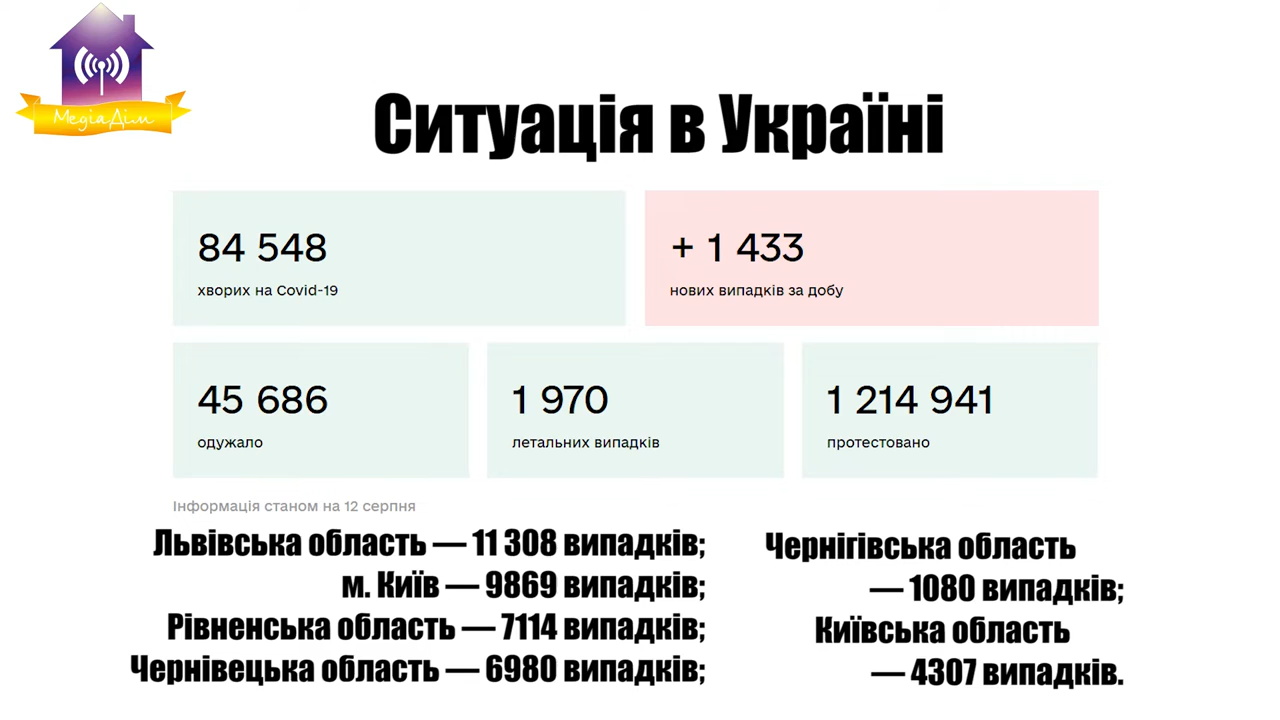 МедіаДім
Ситуація в Україні
84 548
хворих на Covid-19
+ 1 433
нових випадків за добу
45 686
одужало
1 970
летальних випадків
1 214 941
протестовано
Інформація станом на 12 серпня
Львівська область — 11 308 випадків;
м. Київ — 9869 випадків;
Рівненська область — 7114 випадків;
Чернівецька область — 6980 випадків;
Чернігівська область
— 1080 випадків;
Київська область
— 4307 випадків.